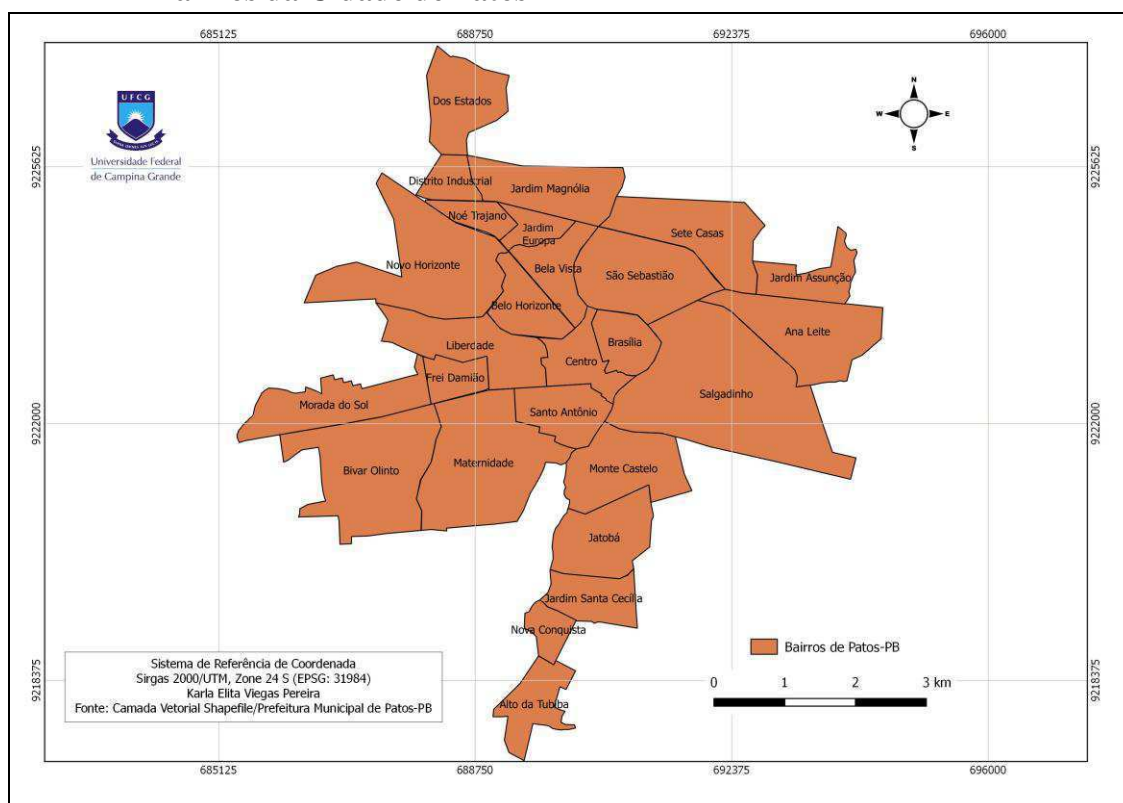 685125 688750 692375 696000
UFCG
Universidade Federal
de Campina Grande
N
W E
S
Dos Estados
9225625 9225625
Distrito Industrial
Jardim Magnólia
Noé Trajano
Jardim
Europa
Sete Casas
Novo Horizonte
Bela Vista
São Sebastião
Jardim Assunção
Belo Horizonte
Ana Leite
Liberdade
Centro
Brasília
Frei Damião
Salgadinho
Morada do Sol
Santo Antônio
9222000 9222000
Bivar Olinto
Maternidade
Monte Castelo
Jatobá
Jardim Santa Cecília
Nova Conquista
Bairros de Patos-PB
Sistema de Referência de Coordenada
Sirgas 2000/UTM, Zone 24 S (EPSG: 31984)
Karla Elita Viegas Pereira
Fonte: Camada Vetorial Shapefile/Prefeitura Municipal de Patos-PB
9218375 9218375
0 1 2 3 km
Alto da Tubiba
685125 688750 692375 696000